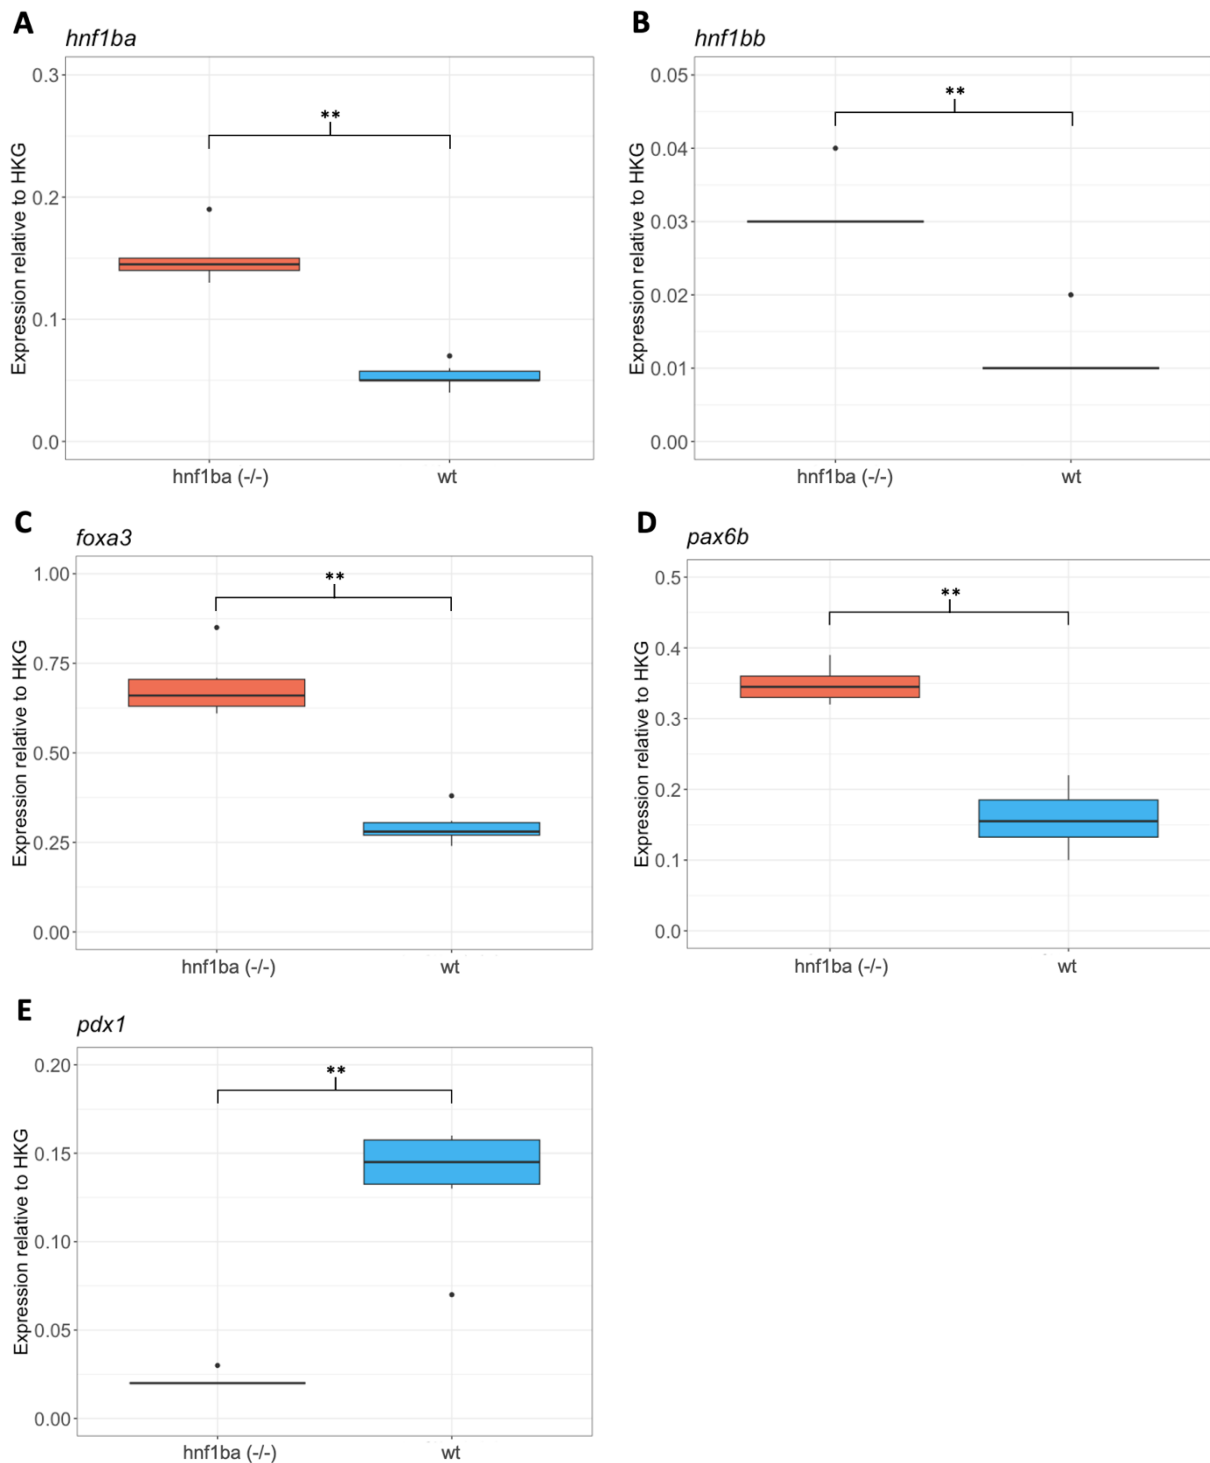 A
hnf1ba
Expression relative to HKG
0.3
0.2
0.1
0.0
**
hnf1ba (-/-)
wt
B
hnf1bb
Expression relative to HKG
0.05
0.04
0.03
0.02
0.01
0.00
**
hnf1ba (-/-)
wt
C
foxa3
Expression relative to HKG
1.00
0.75
0.50
0.25
0.00
**
hnf1ba (-/-)
wt
D
pax6b
Expression relative to HKG
0.5
0.4
0.3
0.2
0.1
0.0
**
hnf1ba (-/-)
wt
E
pdx1
Expression relative to HKG
0.20
0.15
0.10
0.05
0.00
**
hnf1ba (-/-)
wt